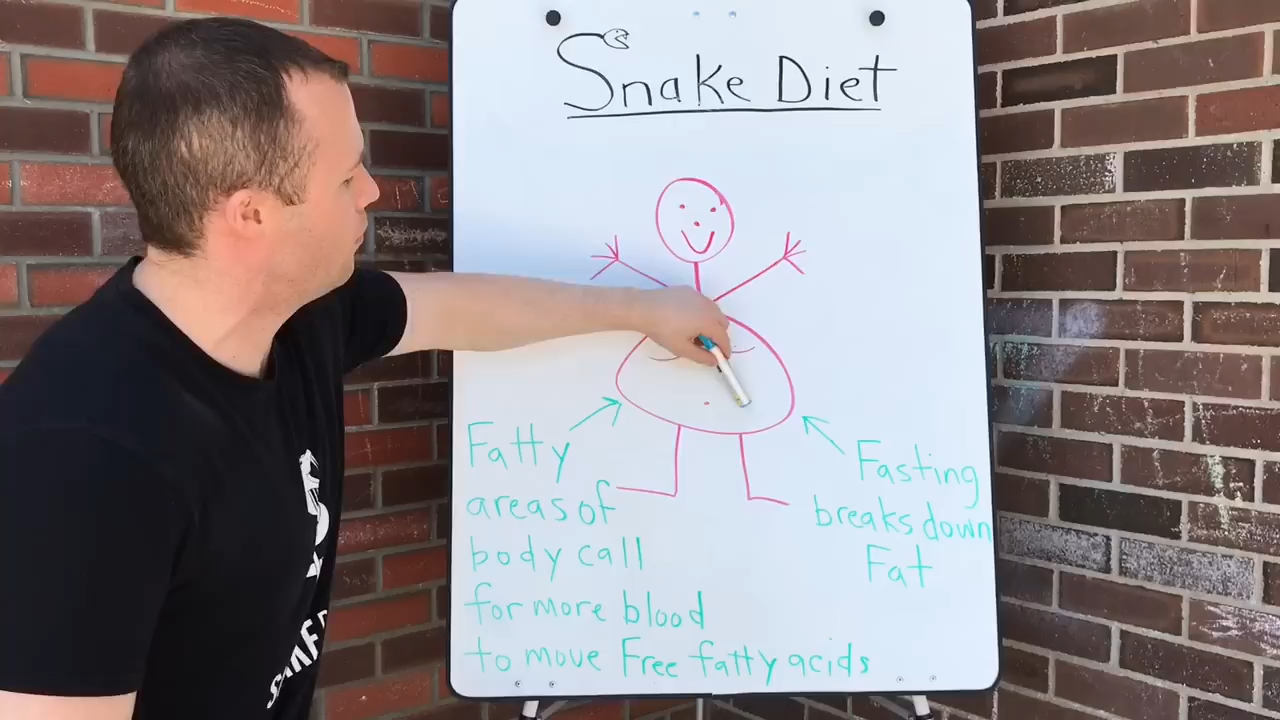 Snake Diet
Fatty
areas of
body call
for more blood
to move Free fatty acids
Fasting
breaks down
Fat